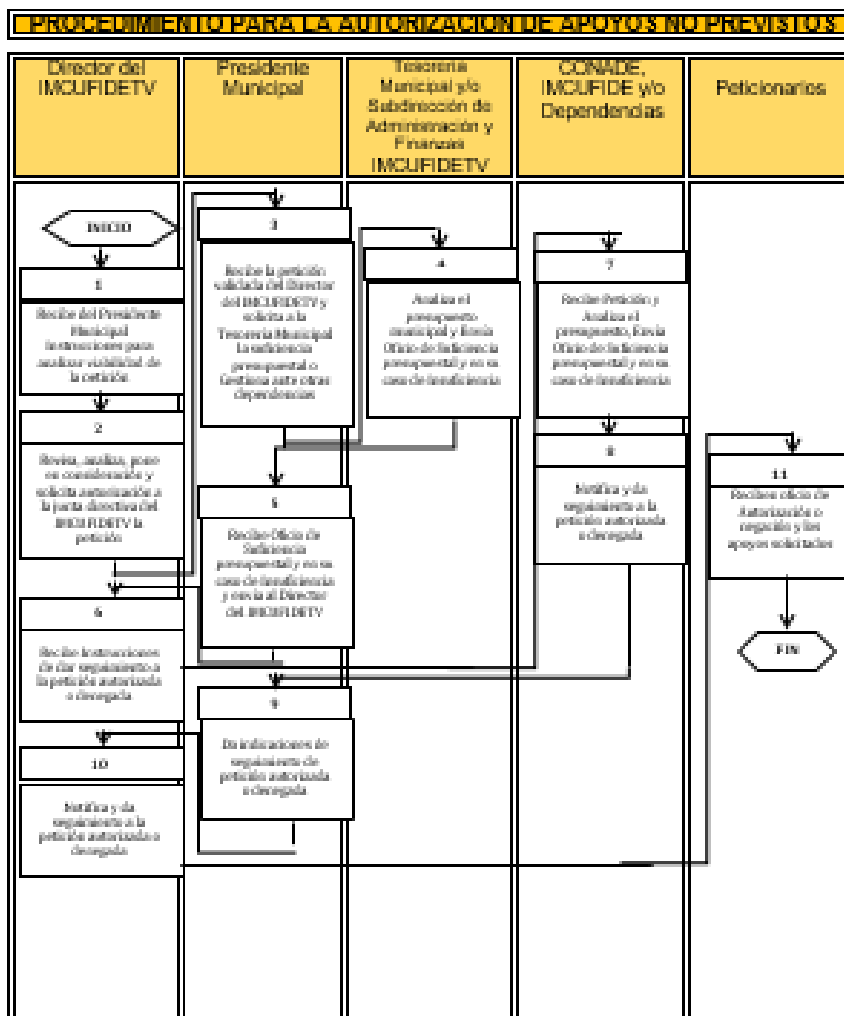 PROCEDIMIENTO PARA LA AUTORIZACION DE APOYOS NO PREVISTOS
Director del
IMCUFIDETV
Presidente
Municipal
Tesorería
Municipal y/o
Subdirección de
Administración y
Finanzas
IMCUFIDETV
CONADE,
IMCUFIDE y/o
Dependencias
Peticionarios
INICIO
1
Recibe del Presidente
Municipal
Instrucciones para
analizar viabilidad de
la petición
2
Revisa, analiza, pone
en consideración y
solicita autorización a
la junta directiva del
IMCUFIDETV la
petición
3
Recibe la petición
validada del Director
del IMCUFIDETV y
solicita a la
Tesorería Municipal
la suficiencia
presupuestal o
Gestiona ante otras
dependencias
4
Analiza el
presupuesto
municipal y Envía
Oficio de Suficiencia
presupuestal y en su
caso de Insuficiencia
5
Recibe Oficio de
Suficiencia
presupuestal y en su
caso de Insuficiencia
y envía al Director
del IMCUFIDETV
6
Recibe Instrucciones
de dar seguimiento a
la petición autorizada
o denegada
7
Recibe Petición y
Analiza el
presupuesto, Envía
Oficio de Suficiencia
presupuestal y en su
caso de Insuficiencia
8
Notifica y da
seguimiento a la
petición autorizada
o denegada
9
Da indicaciones de
seguimiento de
petición autorizada
o denegada
10
Notifica y da
seguimiento a la
petición autorizada o
denegada
11
Reciben oficio de
Autorización o
negación y los
apoyos solicitados
FIN